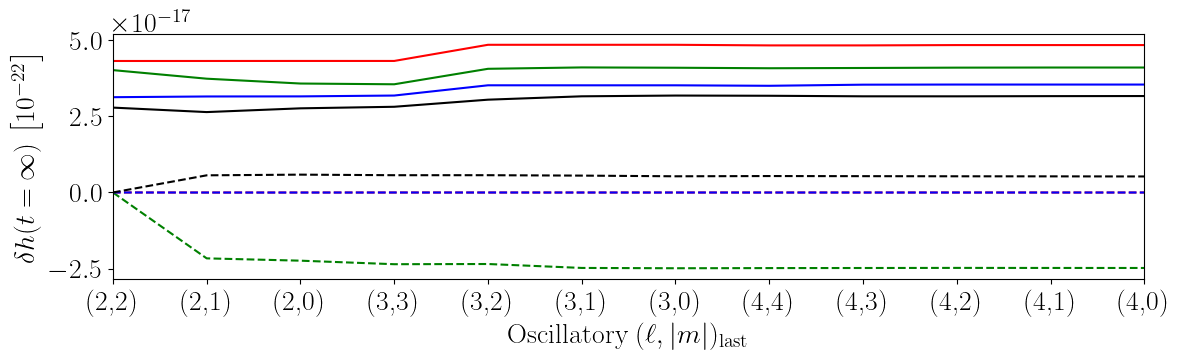 ×10⁻¹⁷
5.0
2.5
0.0
−2.5
δh(t = ∞) [10⁻²²]
(2,2) (2,1) (2,0) (3,3) (3,2) (3,1) (3,0) (4,4) (4,3) (4,2) (4,1) (4,0)
Oscillatory (ℓ, |m|)last